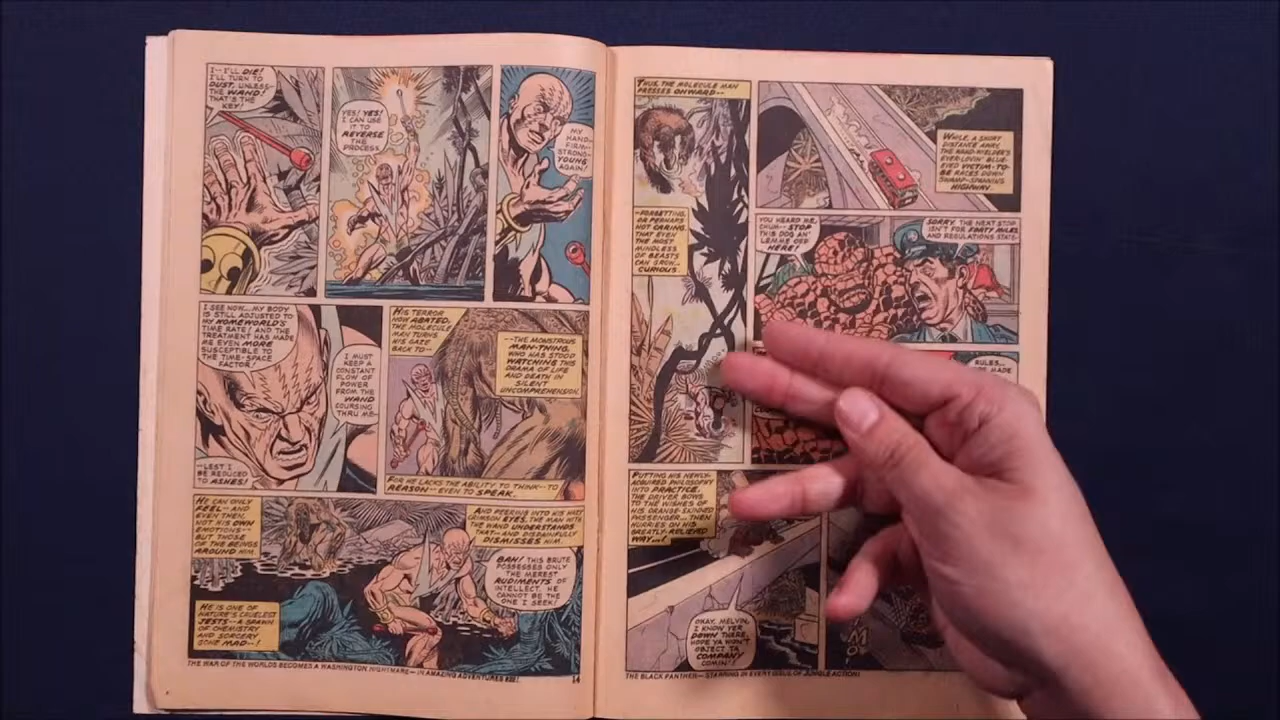 I--I'LL DIE!
I'LL TURN TO
DUST, UNLESS--
THE WAND!
THAT'S THE
KEY!
YES! YES!
I CAN USE
IT TO
REVERSE
THE
PROCESS.
MY
HAND--
FIRM--
STRONG--
YOUNG
AGAIN!
I SEE NOW...MY BODY
IS STILL ADJUSTED TO
MY HOMEWORLD'S
TIME RATE! AND THE
TREATMENT HAS MADE
ME EVEN MORE
SUSCEPTIBLE TO
THE TIME-SPACE
FACTOR!
I MUST
KEEP A
CONSTANT
FLOW OF
POWER
FROM THE
WAND
COURSING
THRU ME--
--LEST I
BE REDUCED
TO ASHES!
HIS TERROR
NOW ABATED,
THE MOLECULE
MAN TURNS
HIS GAZE
BACK TO--
--THE MONSTROUS
MAN-THING,
WHO HAS STOOD
WATCHING THIS
DRAMA OF LIFE
AND DEATH IN
SILENT
UNCOMPREHENSION.
FOR HE LACKS THE ABILITY TO THINK--TO
REASON--EVEN TO SPEAK.
HE CAN ONLY
FEEL--AND
EVEN THEN,
NOT HIS OWN
EMOTIONS--
BUT THOSE
OF THE BEINGS
AROUND HIM.
AND PEERING INTO HIS HAZY
CRIMSON EYES, THE MAN WITH
THE WAND UNDERSTANDS
THAT--AND DISDAINFULLY
DISMISSES HIM.
BAH! THIS BRUTE
POSSESSES ONLY
THE MEREST
RUDIMENTS OF
INTELLECT. HE
CANNOT BE THE
ONE I SEEK!
HE IS ONE OF
NATURE'S CRUELEST
JESTS--A SPAWN
OF CHEMISTRY
AND SORCERY
GONE MAD--!
THE WAR OF THE WORLDS BECOMES A WASHINGTON NIGHTMARE--IN AMAZING ADVENTURES
14
THUS, THE MOLECULE MAN
PRESSES ONWARD--
--FORGETTING,
OR PERHAPS
NOT CARING,
THAT EVEN
THE MOST
MINDLESS
OF BEASTS
CAN GROW...
CURIOUS.
WHILE, A SHORT
DISTANCE AWAY,
THE WAND-WIELDER'S
EVER-LOVIN' BLUE-
EYED VICTIM-TO-
BE RACES DOWN
SWAMP-SPANNING
HIGHWAY.
YOU HEARD ME,
CHUM--STOP
THIS DOG AN'
LEMME OFF
HERE!
SORRY. THE NEXT STOP
ISN'T FOR FORTY MILES,
AND REGULATIONS STATE--
RULES...
MADE
PUTTING HIS NEWLY-
ACQUIRED PHILOSOPHY
INTO PRACTICE,
THE DRIVER BOWS
TO THE WISHES OF
HIS ORANGE-SKINNED
PASSENGER... THEN
HURRIES ON HIS
GREATLY RELIEVED
WAY--!
OKAY, MELVIN,
I KNOW YER
DOWN THERE.
HOPE YA WON'T
OBJECT TA
COMPANY
COMIN'!
THE BLACK PANTHER--STARRING IN EVERY ISSUE OF JUNGLE ACTION!